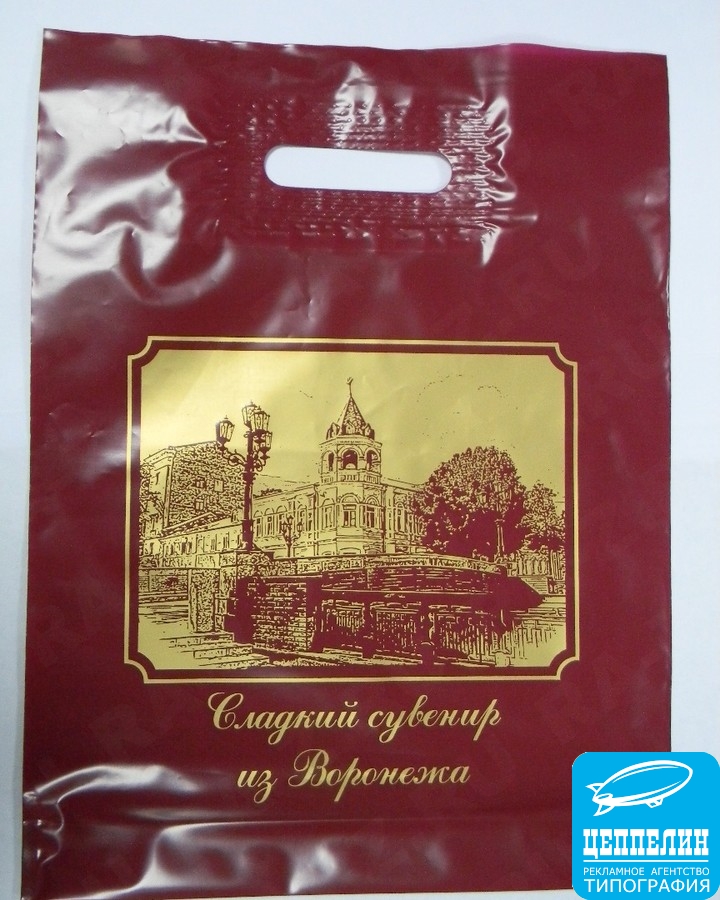 Сладкий сувенир
из Воронежа
ЦЕППЕЛИН
РЕКЛАМНОЕ АГЕНТСТВО
ТИПОГРАФИЯ